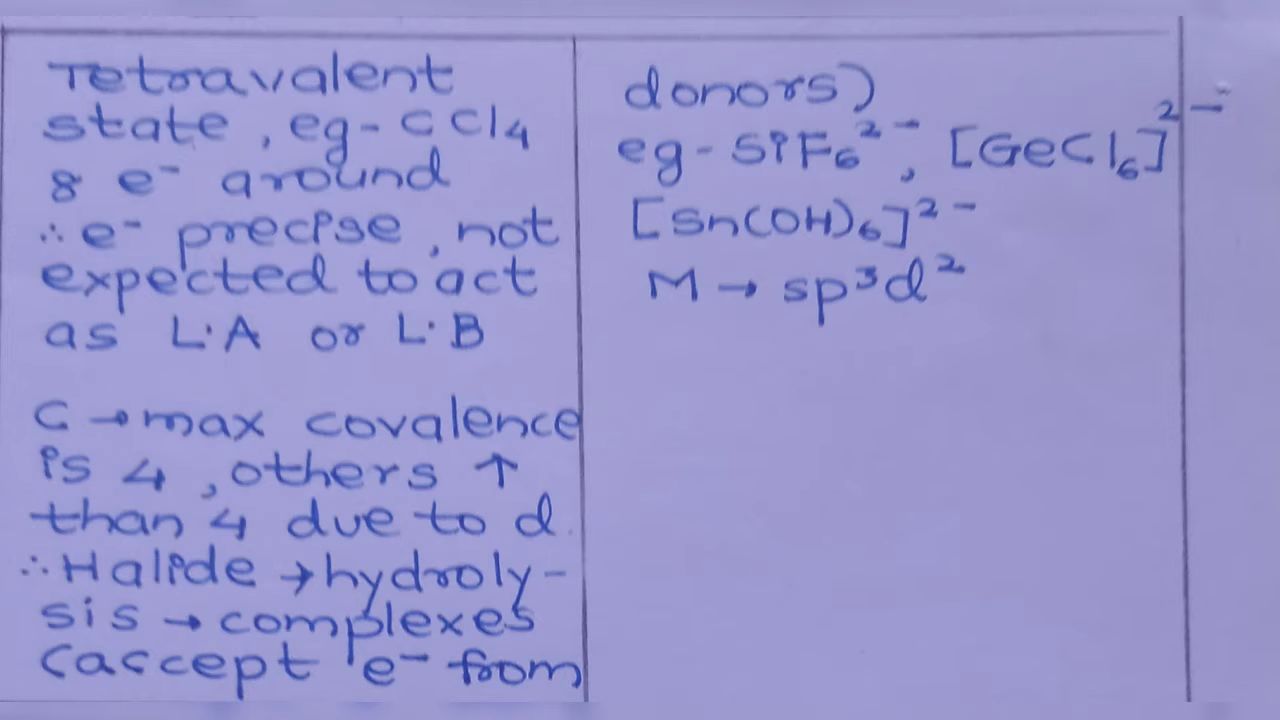 Tetravalent
state, eg- CCl₄
8 e⁻ around
∴ e⁻ precise, not
expected to act
as L.A or L.B
C → max covalence
is 4, others ↑
than 4 due to d
∴ Halide → hydroly-
sis → complexes
(accept e⁻ from
donors)
eg- SiF₆²⁻, [GeCl₆]²⁻
[Sn(OH)₆]²⁻
M → sp³d²